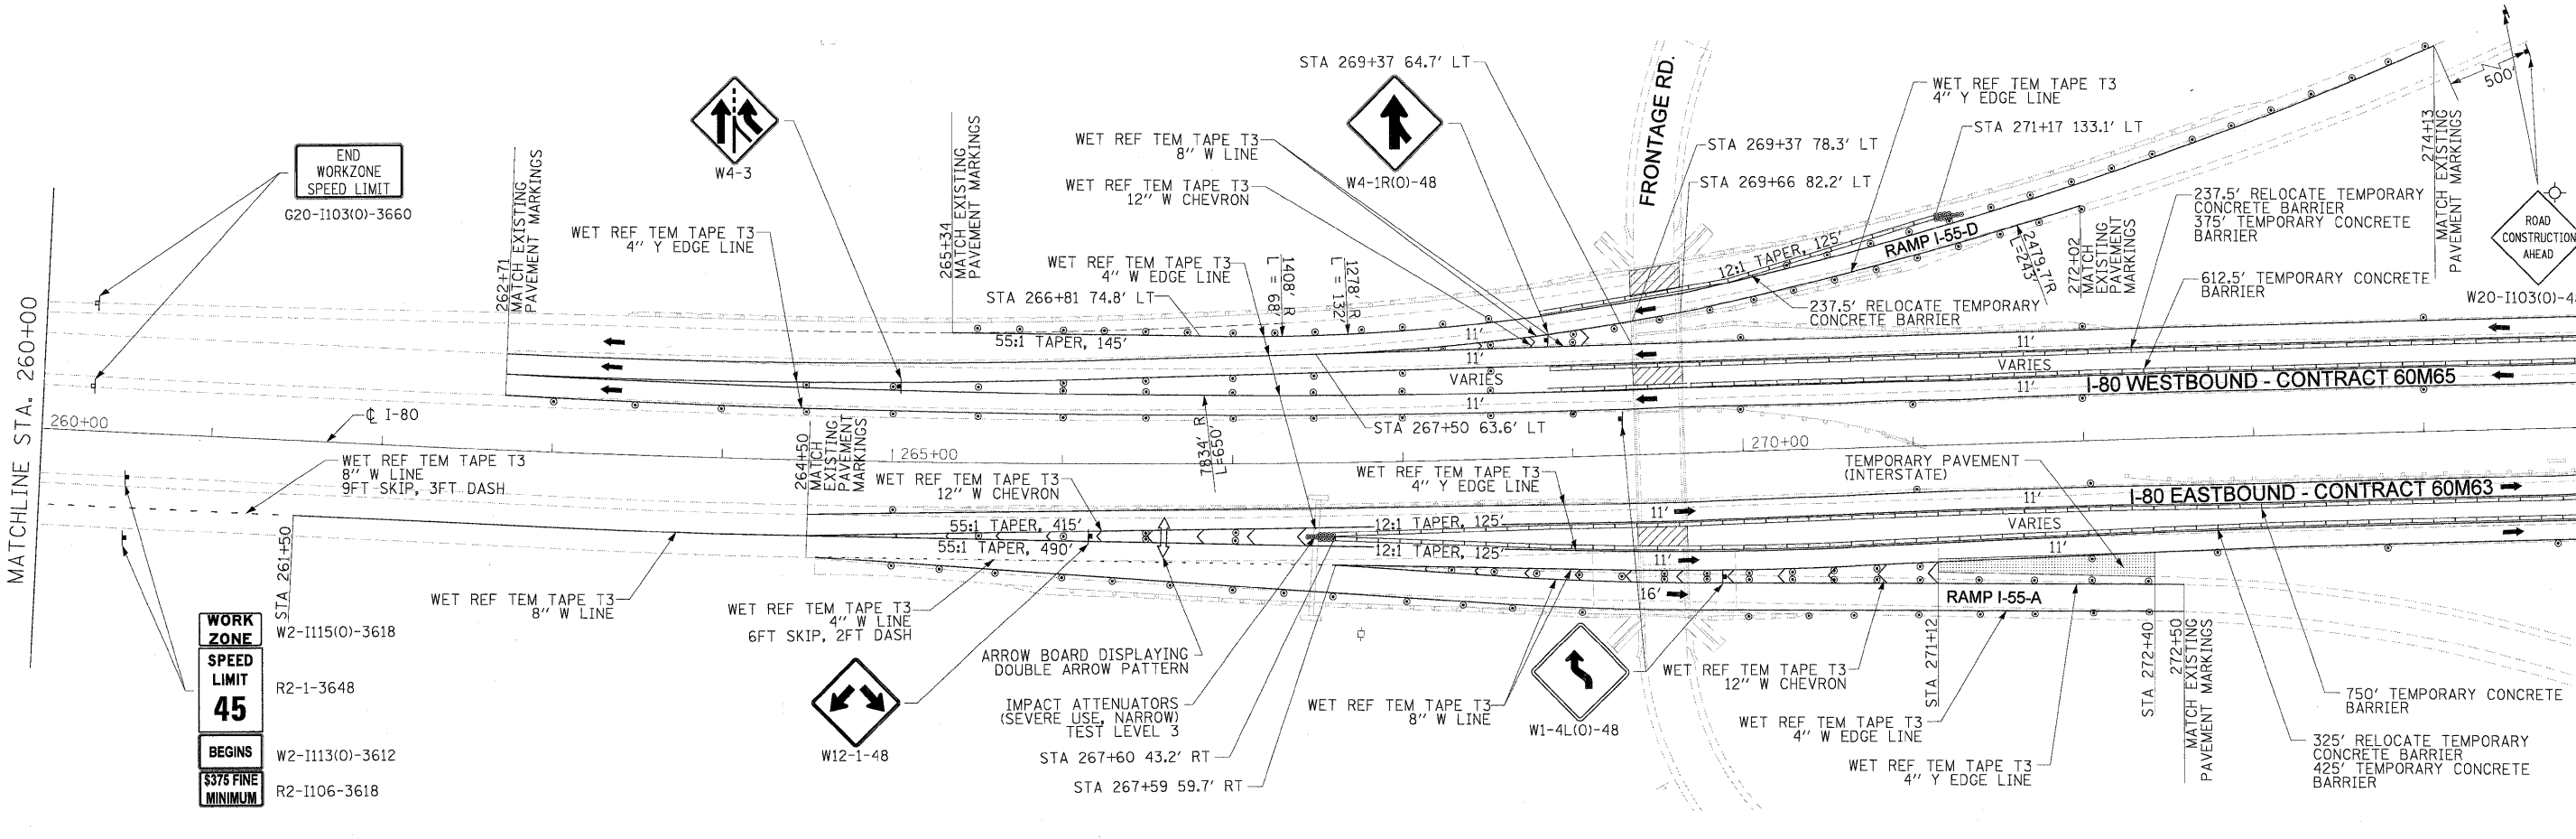 MATCHLINE STA. 260+00
END
WORKZONE
SPEED LIMIT
G20-I103(O)-3660
W4-3
WET REF TEM TAPE T3
4" Y EDGE LINE
262+71
MATCH EXISTING
PAVEMENT MARKINGS
265+34
MATCH EXISTING
PAVEMENT MARKINGS
STA 269+37 64.7' LT
WET REF TEM TAPE T3
8" W LINE
WET REF TEM TAPE T3
12" W CHEVRON
W4-1R(O)-48
WET REF TEM TAPE T3
4" W EDGE LINE
STA 266+81 74.8' LT
55:1 TAPER, 145'
1408' R
L = 68'
1278' R
L = 132'
FRONTAGE RD.
WET REF TEM TAPE T3
4" Y EDGE LINE
STA 271+17 133.1' LT
STA 269+37 78.3' LT
STA 269+66 82.2' LT
12:1 TAPER, 125'
RAMP I-55-D
237.5' RELOCATE TEMPORARY
CONCRETE BARRIER
2479.7'R
L=243'
272+02
MATCH
EXISTING
PAVEMENT
MARKINGS
237.5' RELOCATE TEMPORARY
CONCRETE BARRIER
375' TEMPORARY CONCRETE
BARRIER
612.5' TEMPORARY CONCRETE
BARRIER
274+13
MATCH EXISTING
PAVEMENT MARKINGS
500'
ROAD
CONSTRUCTION
AHEAD
W20-I103(O)-4
11'
11'
VARIES
11'
11'
VARIES
11'
I-80 WESTBOUND - CONTRACT 60M65
STA 267+50 63.6' LT
7834' R
L=650'
260+00
℄ I-80
265+00
270+00
WET REF TEM TAPE T3
8" W LINE
9FT SKIP, 3FT DASH
264+50
MATCH
EXISTING
PAVEMENT
MARKINGS
WET REF TEM TAPE T3
12" W CHEVRON
WET REF TEM TAPE T3
4" Y EDGE LINE
TEMPORARY PAVEMENT
(INTERSTATE)
I-80 EASTBOUND - CONTRACT 60M63
55:1 TAPER, 415'
55:1 TAPER, 490'
12:1 TAPER, 125'
12:1 TAPER, 125'
11'
11'
16'
11'
VARIES
11'
RAMP I-55-A
STA 261+50
WET REF TEM TAPE T3
8" W LINE
WET REF TEM TAPE T3
4" W LINE
6FT SKIP, 2FT DASH
ARROW BOARD DISPLAYING
DOUBLE ARROW PATTERN
W12-1-48
IMPACT ATTENUATORS
(SEVERE USE, NARROW)
TEST LEVEL 3
STA 267+60 43.2' RT
STA 267+59 59.7' RT
WET REF TEM TAPE T3
8" W LINE
W1-4L(O)-48
WET REF TEM TAPE T3
12" W CHEVRON
WET REF TEM TAPE T3
4" W EDGE LINE
WET REF TEM TAPE T3
4" Y EDGE LINE
STA 271+12
STA 272+40
272+50
MATCH EXISTING
PAVEMENT MARKINGS
750' TEMPORARY CONCRETE
BARRIER
325' RELOCATE TEMPORARY
CONCRETE BARRIER
425' TEMPORARY CONCRETE
BARRIER
WORK
ZONE
W2-I115(O)-3618
SPEED
LIMIT
45
R2-1-3648
BEGINS
W2-I113(O)-3612
$375 FINE
MINIMUM
R2-I106-3618